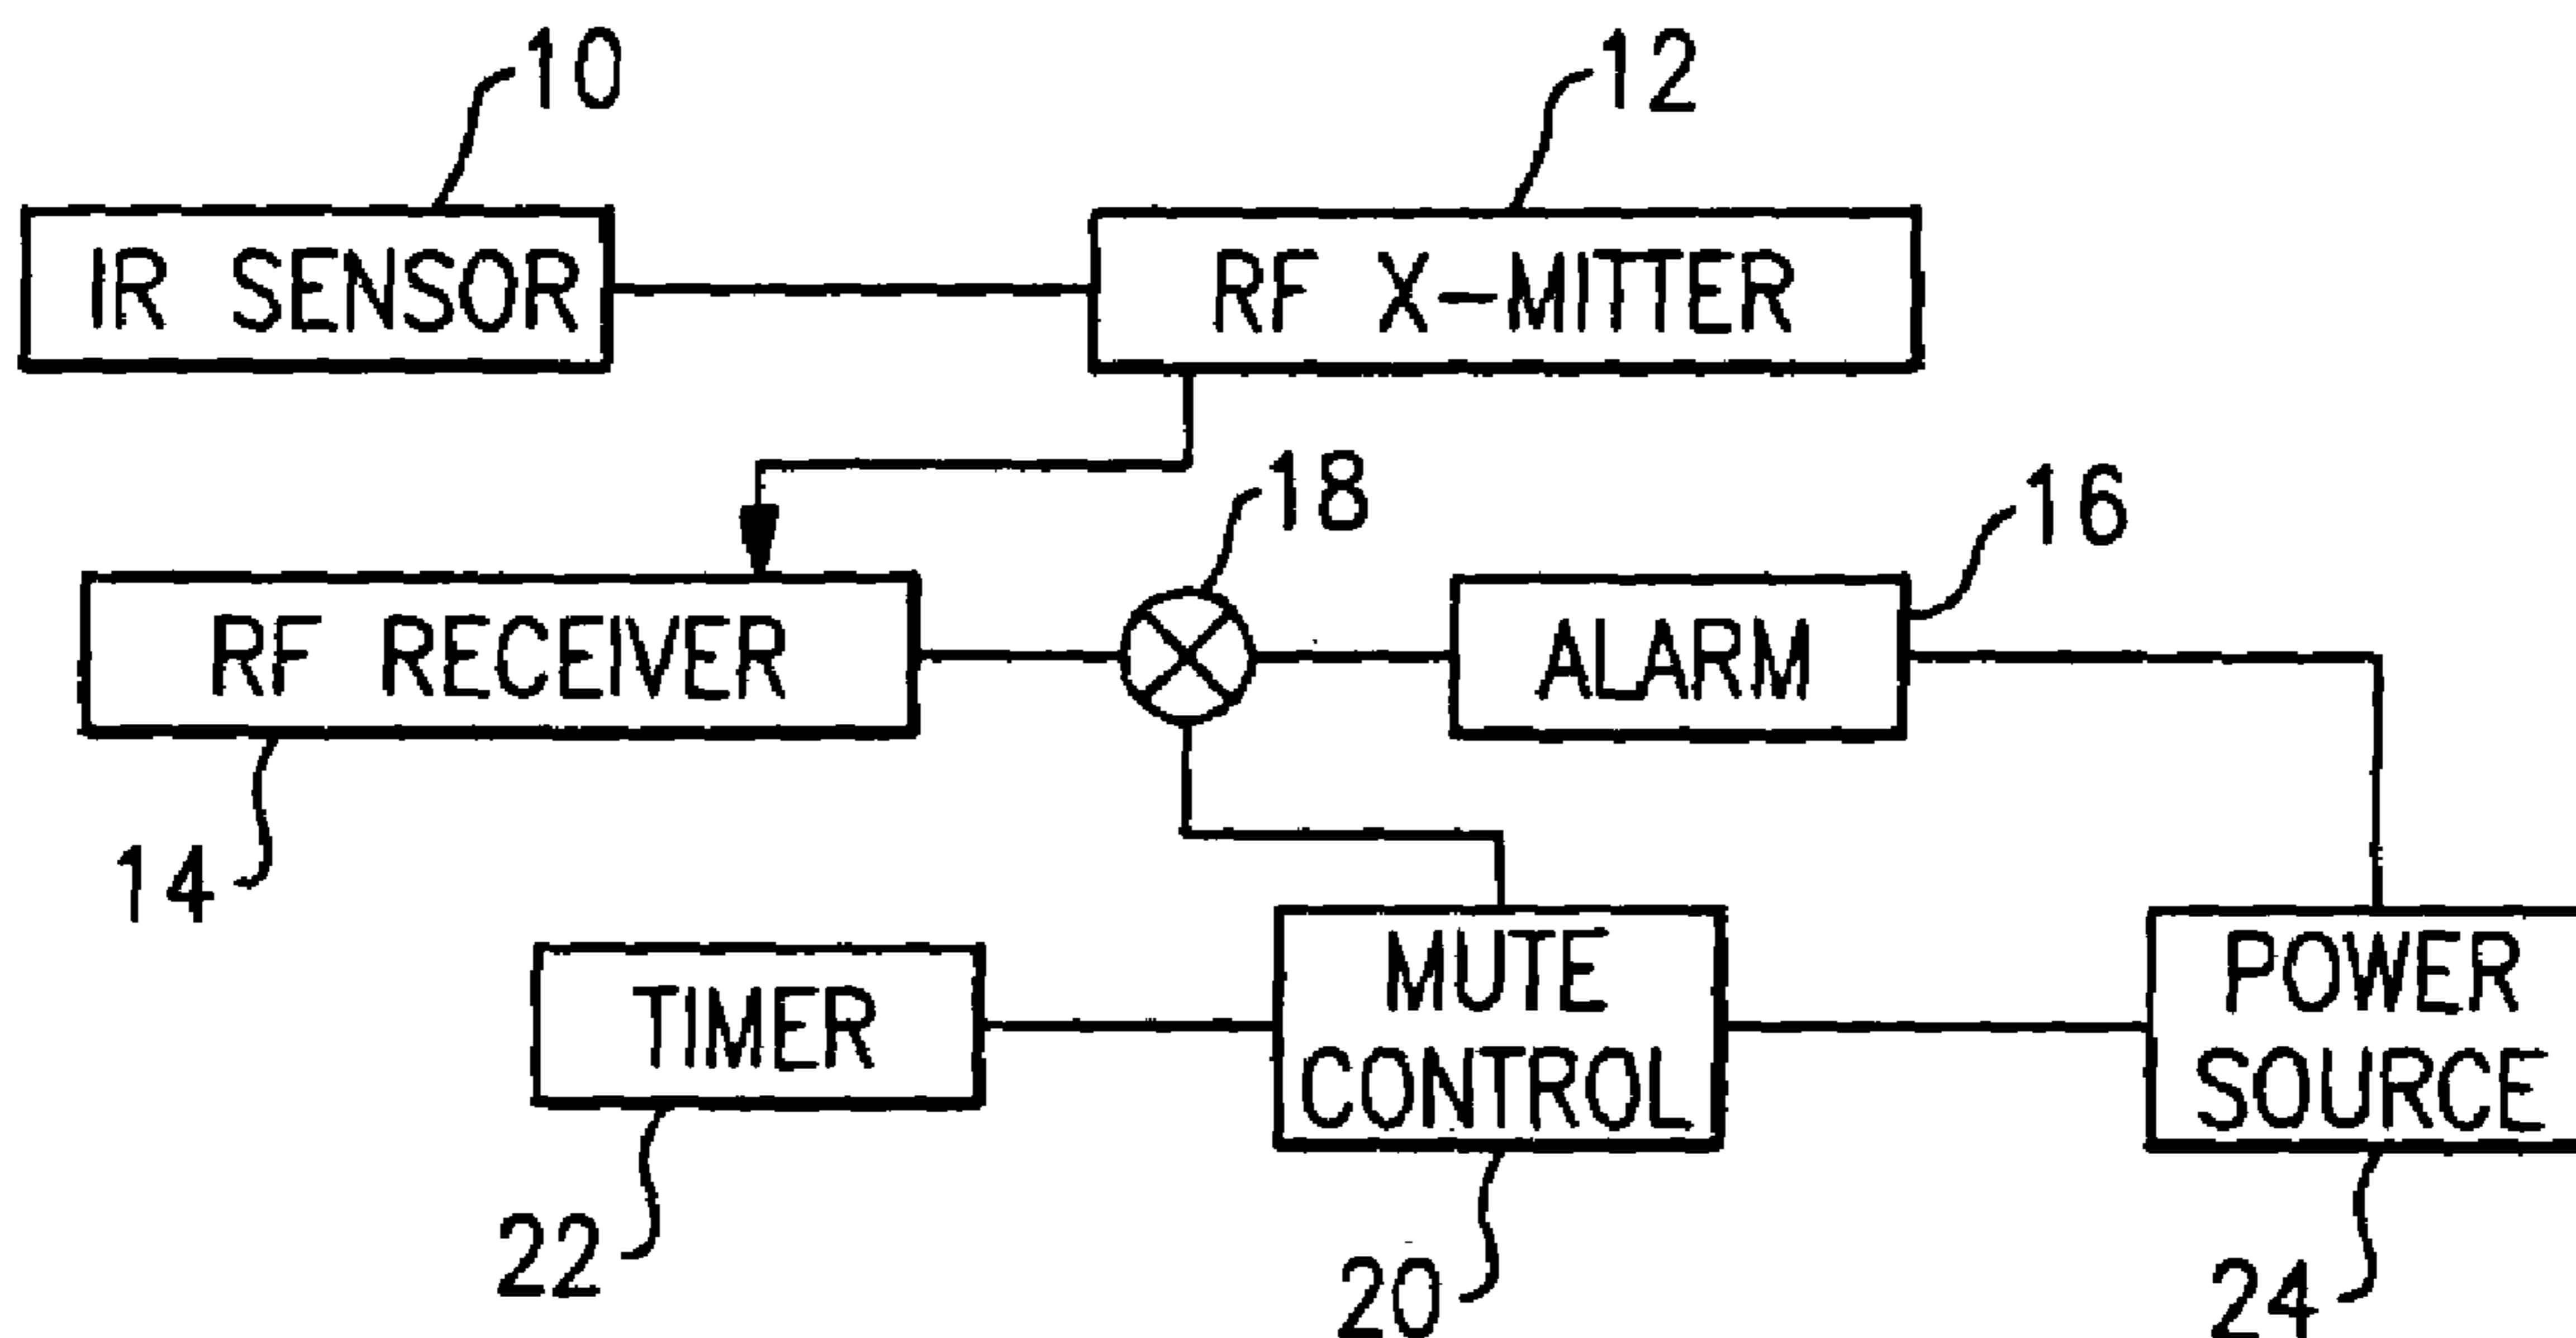 10
12
IR SENSOR
RF X-MITTER
18
16
RF RECEIVER
ALARM
14
TIMER
MUTE
CONTROL
POWER
SOURCE
22
20
24